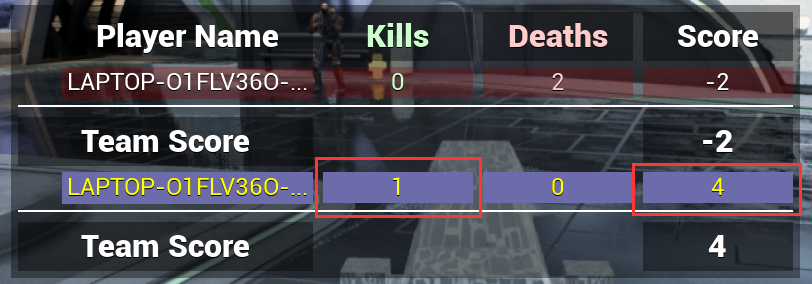 Player Name Kills Deaths Score
LAPTOP-O1FLV36O-... 0 2 -2
Team Score -2
LAPTOP-O1FLV36O-... 1 0 4
Team Score 4